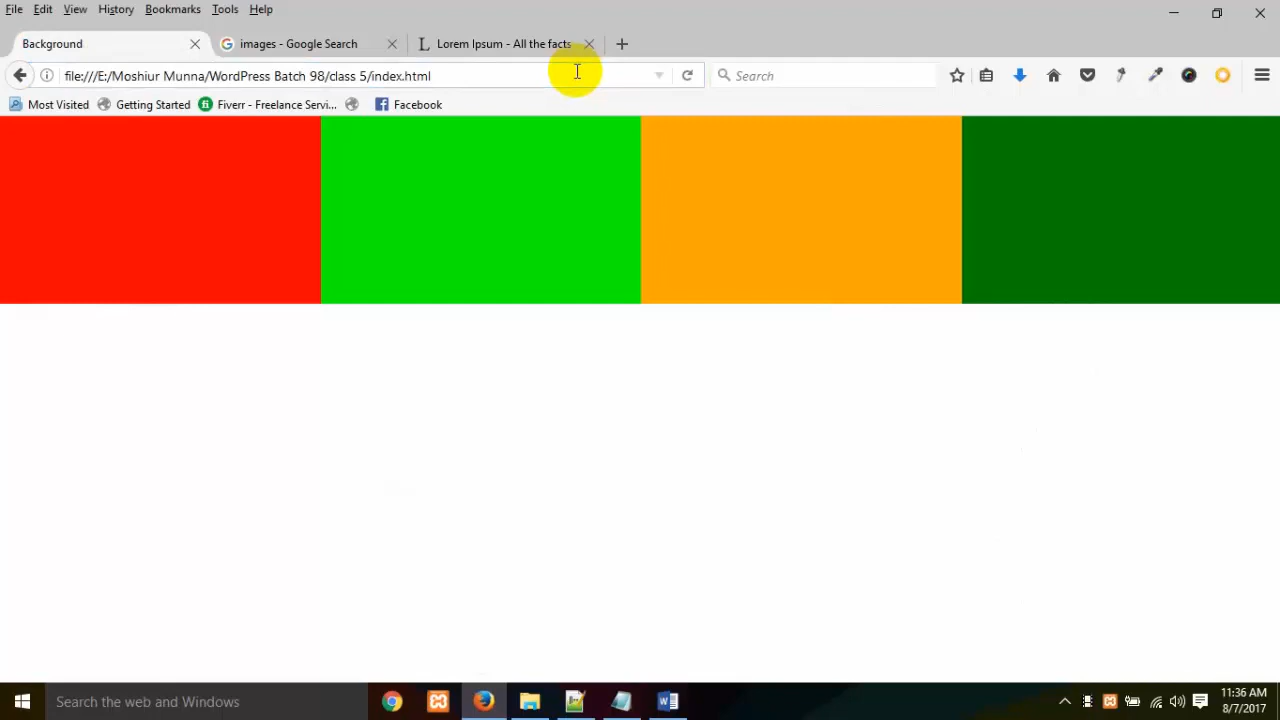 File Edit View History Bookmarks Tools Help
Background images - Google Search Lorem Ipsum - All the facts
file:///E:/Moshiur Munna/WordPress Batch 98/class 5/index.html Search
Most Visited Getting Started Fiverr - Freelance Servi... Facebook
Search the web and Windows
11:36 AM
8/7/2017